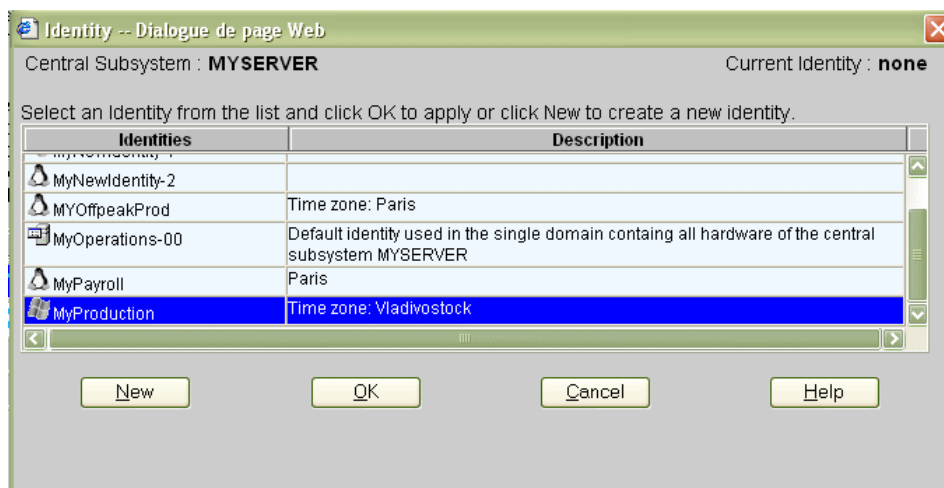 Identity -- Dialogue de page Web
Central Subsystem : MYSERVER Current Identity : none
Select an Identity from the list and click OK to apply or click New to create a new identity.
Identities Description
MyNewIdentity-2
MYOffpeakProd Time zone: Paris
MyOperations-00 Default identity used in the single domain containg all hardware of the central
subsystem MYSERVER
MyPayroll Paris
MyProduction Time zone: Vladivostock
New OK Cancel Help